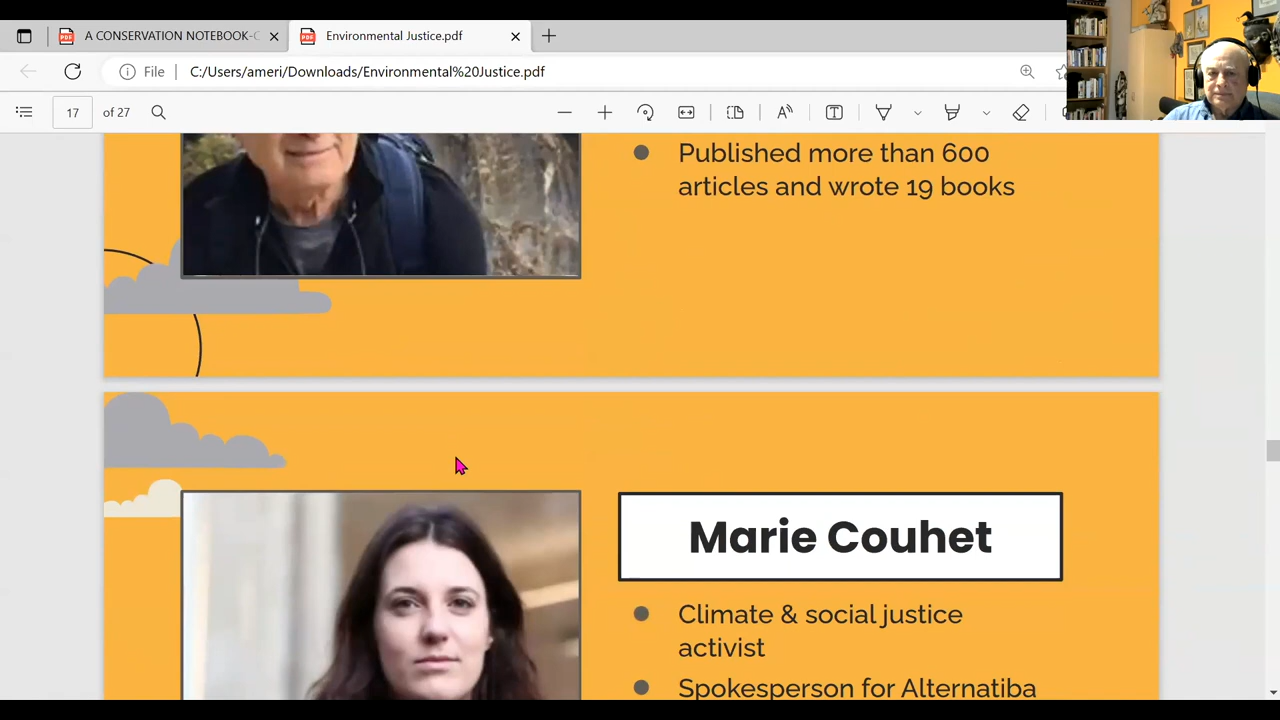 A CONSERVATION NOTEBOOK-C
Environmental Justice.pdf
File
C:/Users/ameri/Downloads/Environmental%20Justice.pdf
17 of 27
Published more than 600
articles and wrote 19 books
Marie Couhet
Climate & social justice
activist
Spokesperson for Alternatiba